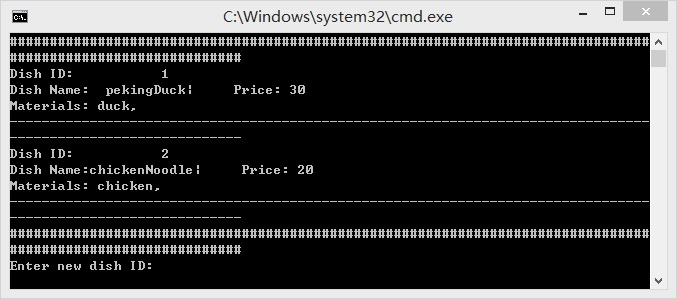 C:\Windows\system32\cmd.exe
################################################################################
#############################
Dish ID:           1
Dish Name:  pekingDuck¦     Price: 30
Materials: duck,
--------------------------------------------------------------------------------
-----------------------------
Dish ID:           2
Dish Name:chickenNoodle¦     Price: 20
Materials: chicken,
--------------------------------------------------------------------------------
-----------------------------
################################################################################
#############################
Enter new dish ID: